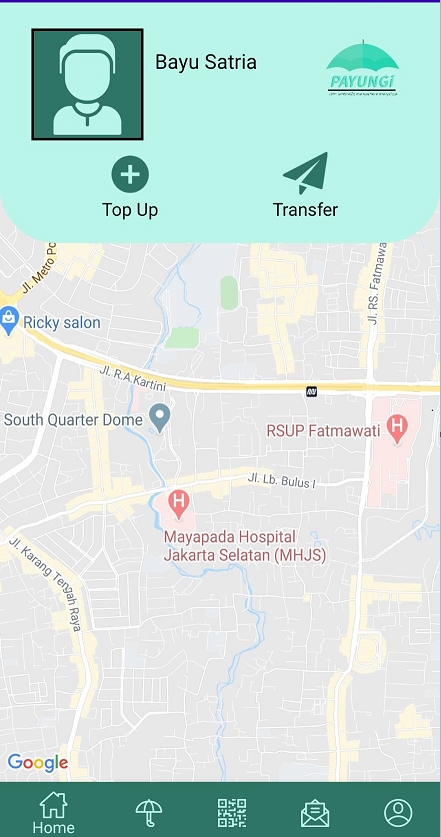 Bayu Satria
PAYUNGi
Top Up
Transfer
Jl. Metro Po
Jl. RS. Fatmawa
Ricky salon
Jl. R.A.Kartini
South Quarter Dome
H
RSUP Fatmawati
Jl. Lb. Bulus I
H
Mayapada Hospital
Jakarta Selatan (MHJS)
Jl. Karang Tengah Raya
Google
Home